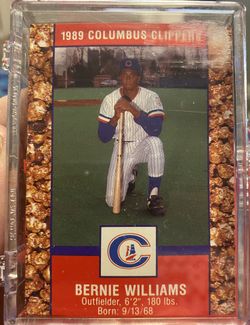 1989 COLUMBUS CLIPPERS
BERNIE WILLIAMS
Outfielder, 6'2", 180 lbs.
Born: 9/13/68